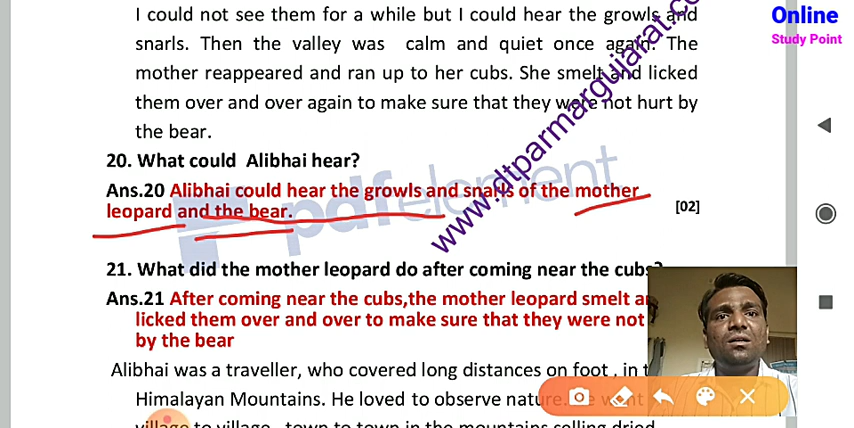 Online
Study Point
I could not see them for a while but I could hear the growls and
snarls. Then the valley was calm and quiet once again. The
mother reappeared and ran up to her cubs. She smelt and licked
them over and over again to make sure that they were not hurt by
the bear.
20. What could Alibhai hear?
Ans.20 Alibhai could hear the growls and snarls of the mother
leopard and the bear.
[02]
www.dtparmargujarat.co
pdfelement
21. What did the mother leopard do after coming near the cubs?
Ans.21 After coming near the cubs,the mother leopard smelt
licked them over and over to make sure that they were not
by the bear
Alibhai was a traveller, who covered long distances on foot , in
Himalayan Mountains. He loved to observe nature.
village to village , town to town in the mountains selling dried